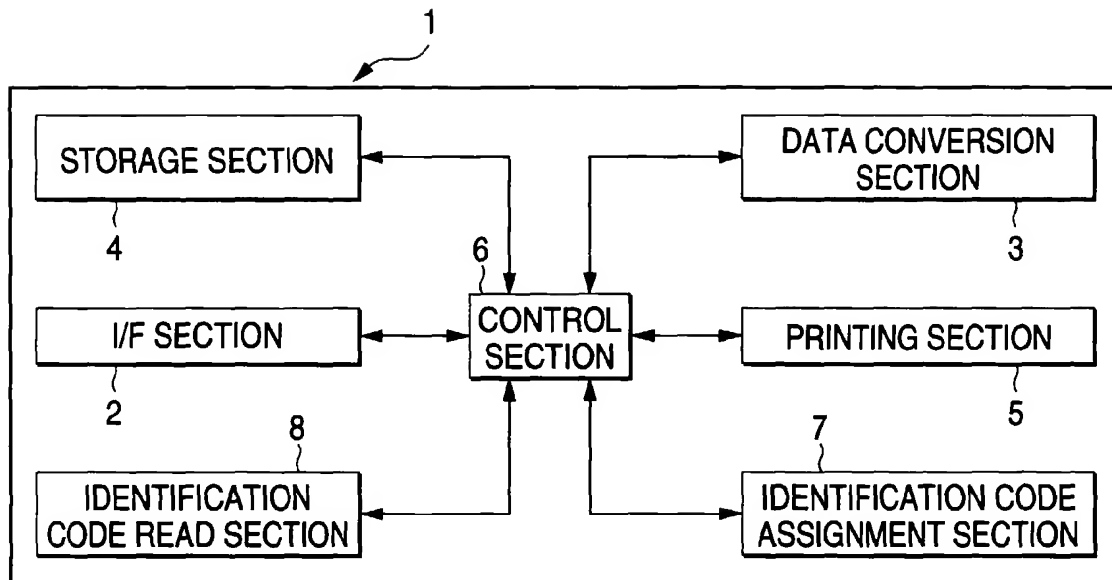 1
STORAGE SECTION
4
DATA CONVERSION
SECTION
3
6
CONTROL
SECTION
I/F SECTION
2
PRINTING SECTION
5
8
IDENTIFICATION
CODE READ SECTION
7
IDENTIFICATION CODE
ASSIGNMENT SECTION